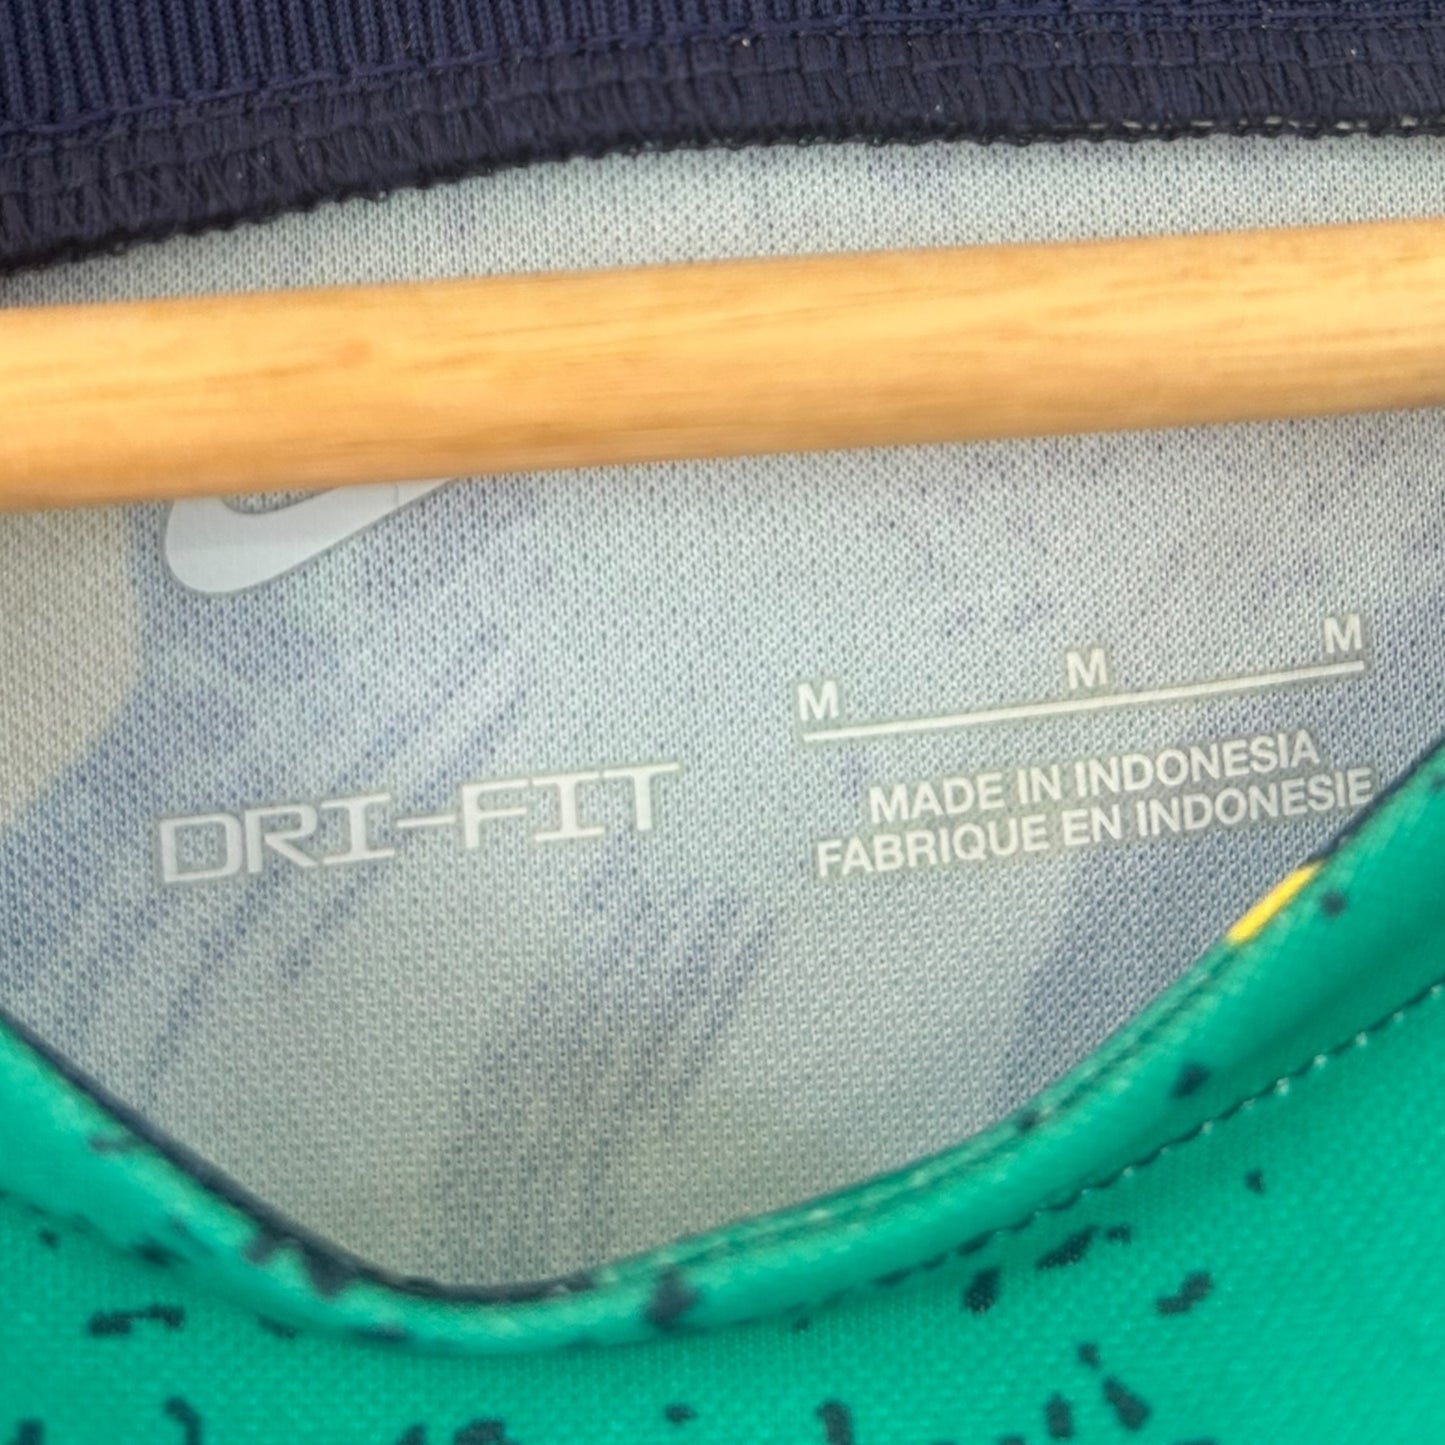 M M M
DRI-FIT
MADE IN INDONESIA
FABRIQUE EN INDONESIE